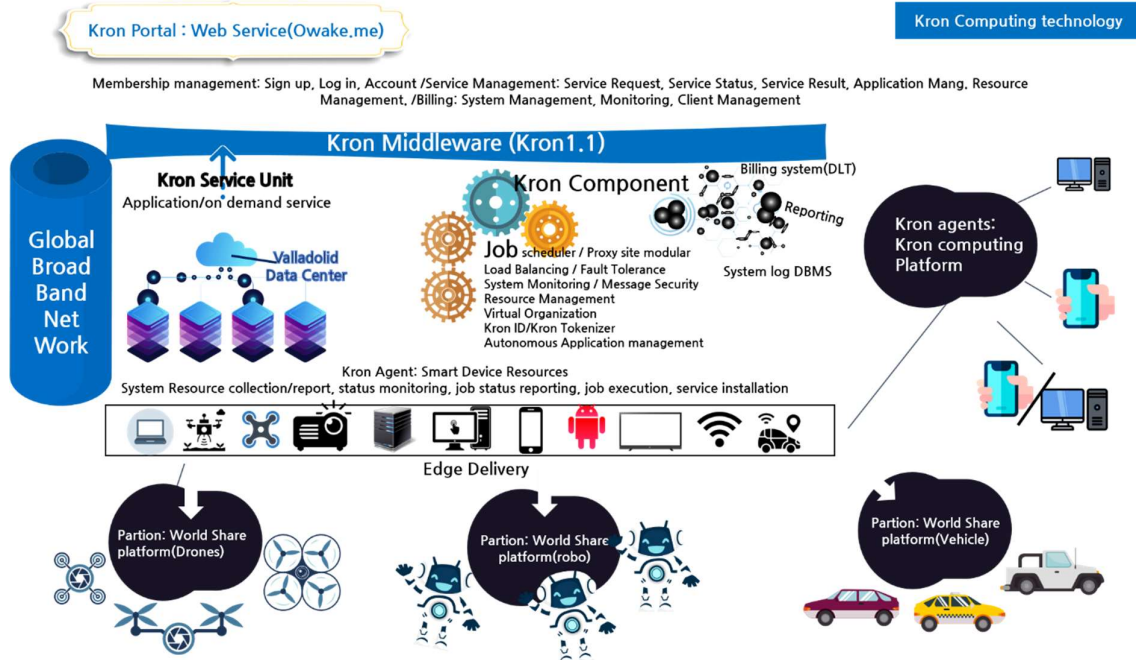 Kron Portal : Web Service(Owake.me)
Kron Computing technology
Membership management: Sign up, Log in, Account /Service Management: Service Request, Service Status, Service Result, Application Mang. Resource
Management. /Billing: System Management, Monitoring, Client Management
Kron Middleware (Kron1.1)
Global
Broad
Band
Net
Work
Kron Service Unit
Application/on demand service
Valladolid
Data Center
Kron Component
Job scheduler / Proxy site modular
Load Balancing / Fault Tolerance
System Monitoring / Message Security
Resource Management
Virtual Organization
Kron ID/Kron Tokenizer
Autonomous Application management
Billing system(DLT)
Reporting
System log DBMS
Kron agents:
Kron computing
Platform
Kron Agent: Smart Device Resources
System Resource collection/report, status monitoring, job status reporting, job execution, service installation
Edge Delivery
Partion: World Share
platform(Drones)
Partion: World Share
platform(robo)
Partion: World Share
platform(Vehicle)